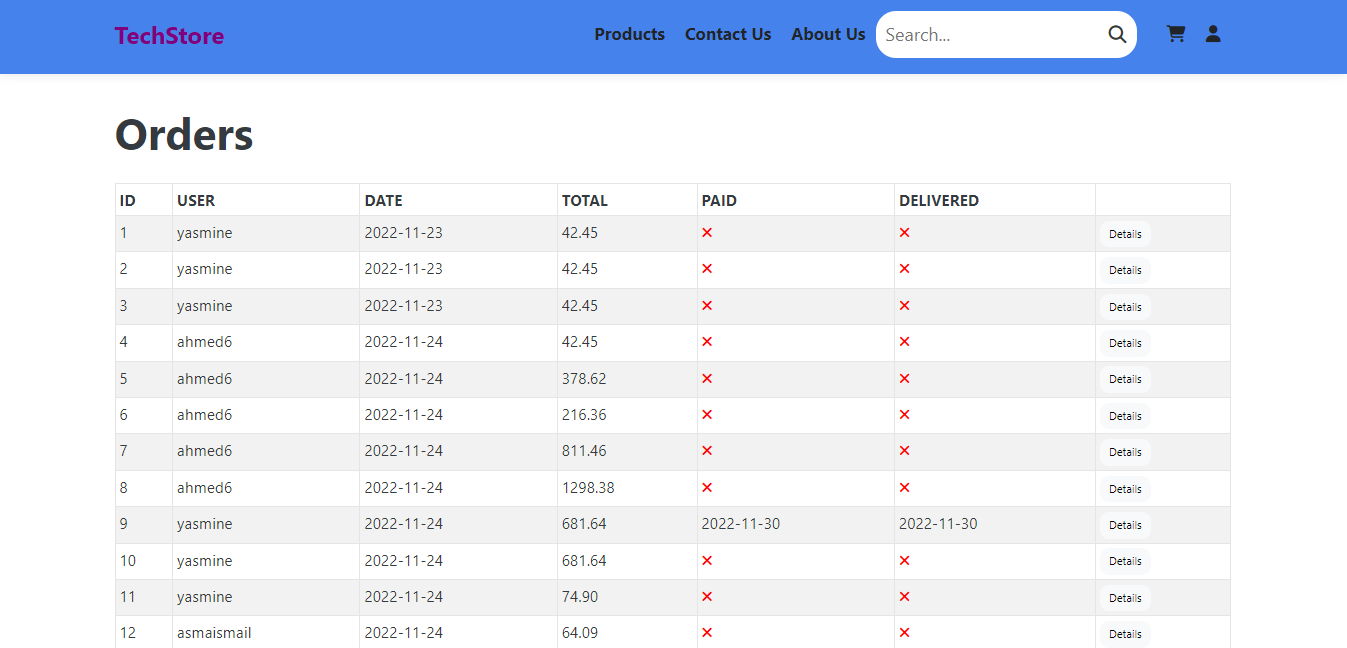 TechStore Products Contact Us About Us Search...
Orders
ID USER DATE TOTAL PAID DELIVERED
1 yasmine 2022-11-23 42.45 ✕ ✕ Details
2 yasmine 2022-11-23 42.45 ✕ ✕ Details
3 yasmine 2022-11-23 42.45 ✕ ✕ Details
4 ahmed6 2022-11-24 42.45 ✕ ✕ Details
5 ahmed6 2022-11-24 378.62 ✕ ✕ Details
6 ahmed6 2022-11-24 216.36 ✕ ✕ Details
7 ahmed6 2022-11-24 811.46 ✕ ✕ Details
8 ahmed6 2022-11-24 1298.38 ✕ ✕ Details
9 yasmine 2022-11-24 681.64 2022-11-30 2022-11-30 Details
10 yasmine 2022-11-24 681.64 ✕ ✕ Details
11 yasmine 2022-11-24 74.90 ✕ ✕ Details
12 asmaismail 2022-11-24 64.09 ✕ ✕ Details